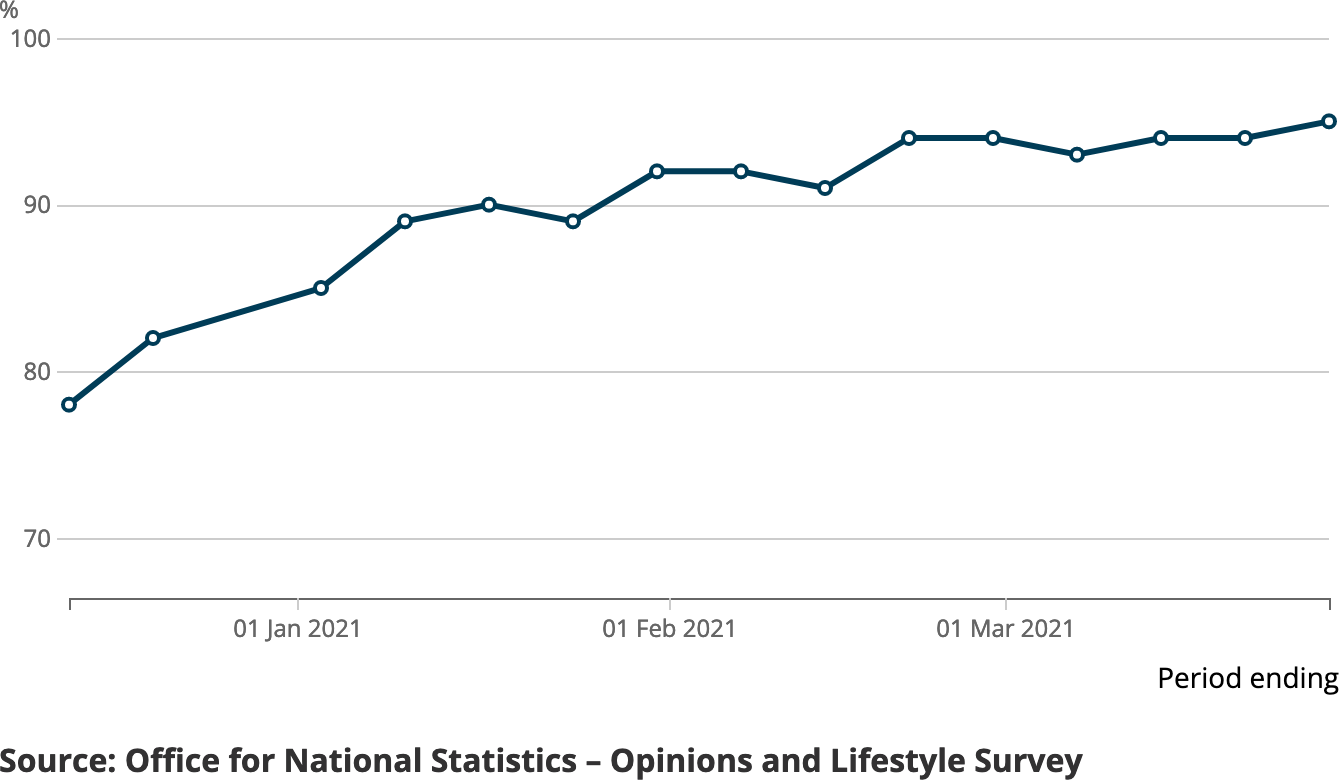 %
100
90
80
70
01 Jan 2021 01 Feb 2021 01 Mar 2021
Period ending
Source: Office for National Statistics – Opinions and Lifestyle Survey